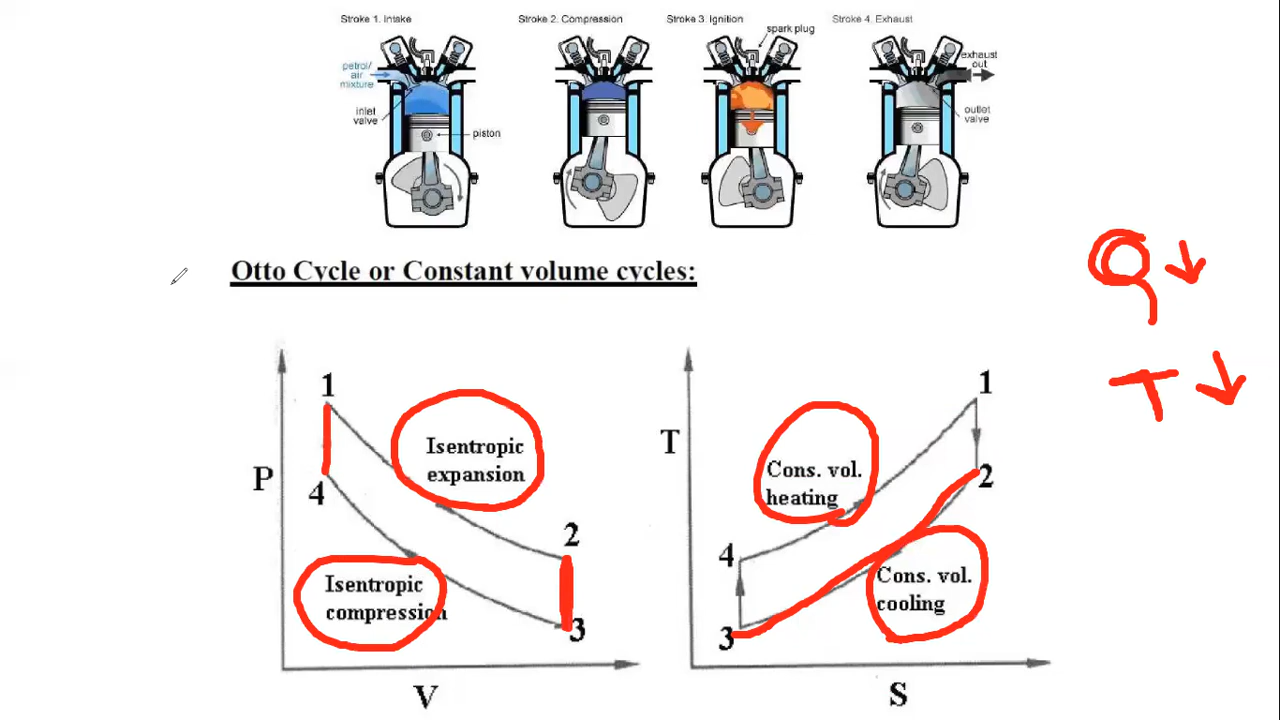 Stroke 1. Intake
Stroke 2. Compression
Stroke 3. Ignition
Stroke 4. Exhaust
spark plug
petrol/
air
mixture
exhaust
out
inlet
valve
piston
outlet
valve
Otto Cycle or Constant volume cycles:
Q↓
T↓
1
Isentropic
expansion
P
4
2
Isentropic
compression
3
V
1
T
Cons. vol.
heating
2
4
Cons. vol.
cooling
3
S